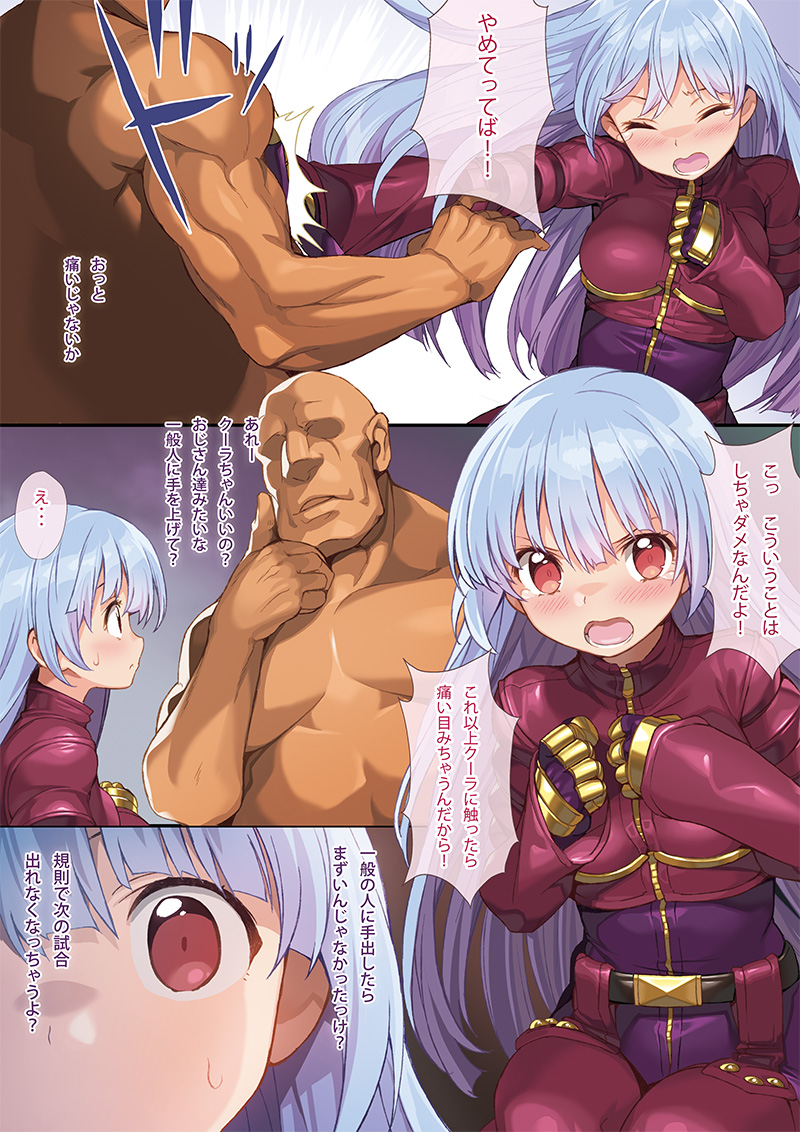 やめてってば！！
おっと
痛いじゃないか
こっ　こういうことは
しちゃダメなんだよ！
これ以上クーラに触ったら
痛い目みちゃうんだから！
あれー
クーラちゃんいいの？
おじさん達みたいな
一般人に手を上げて？
え・・・
一般の人に手出したら
まずいんじゃなかったっけ？
規則で次の試合
出れなくなっちゃうよ？